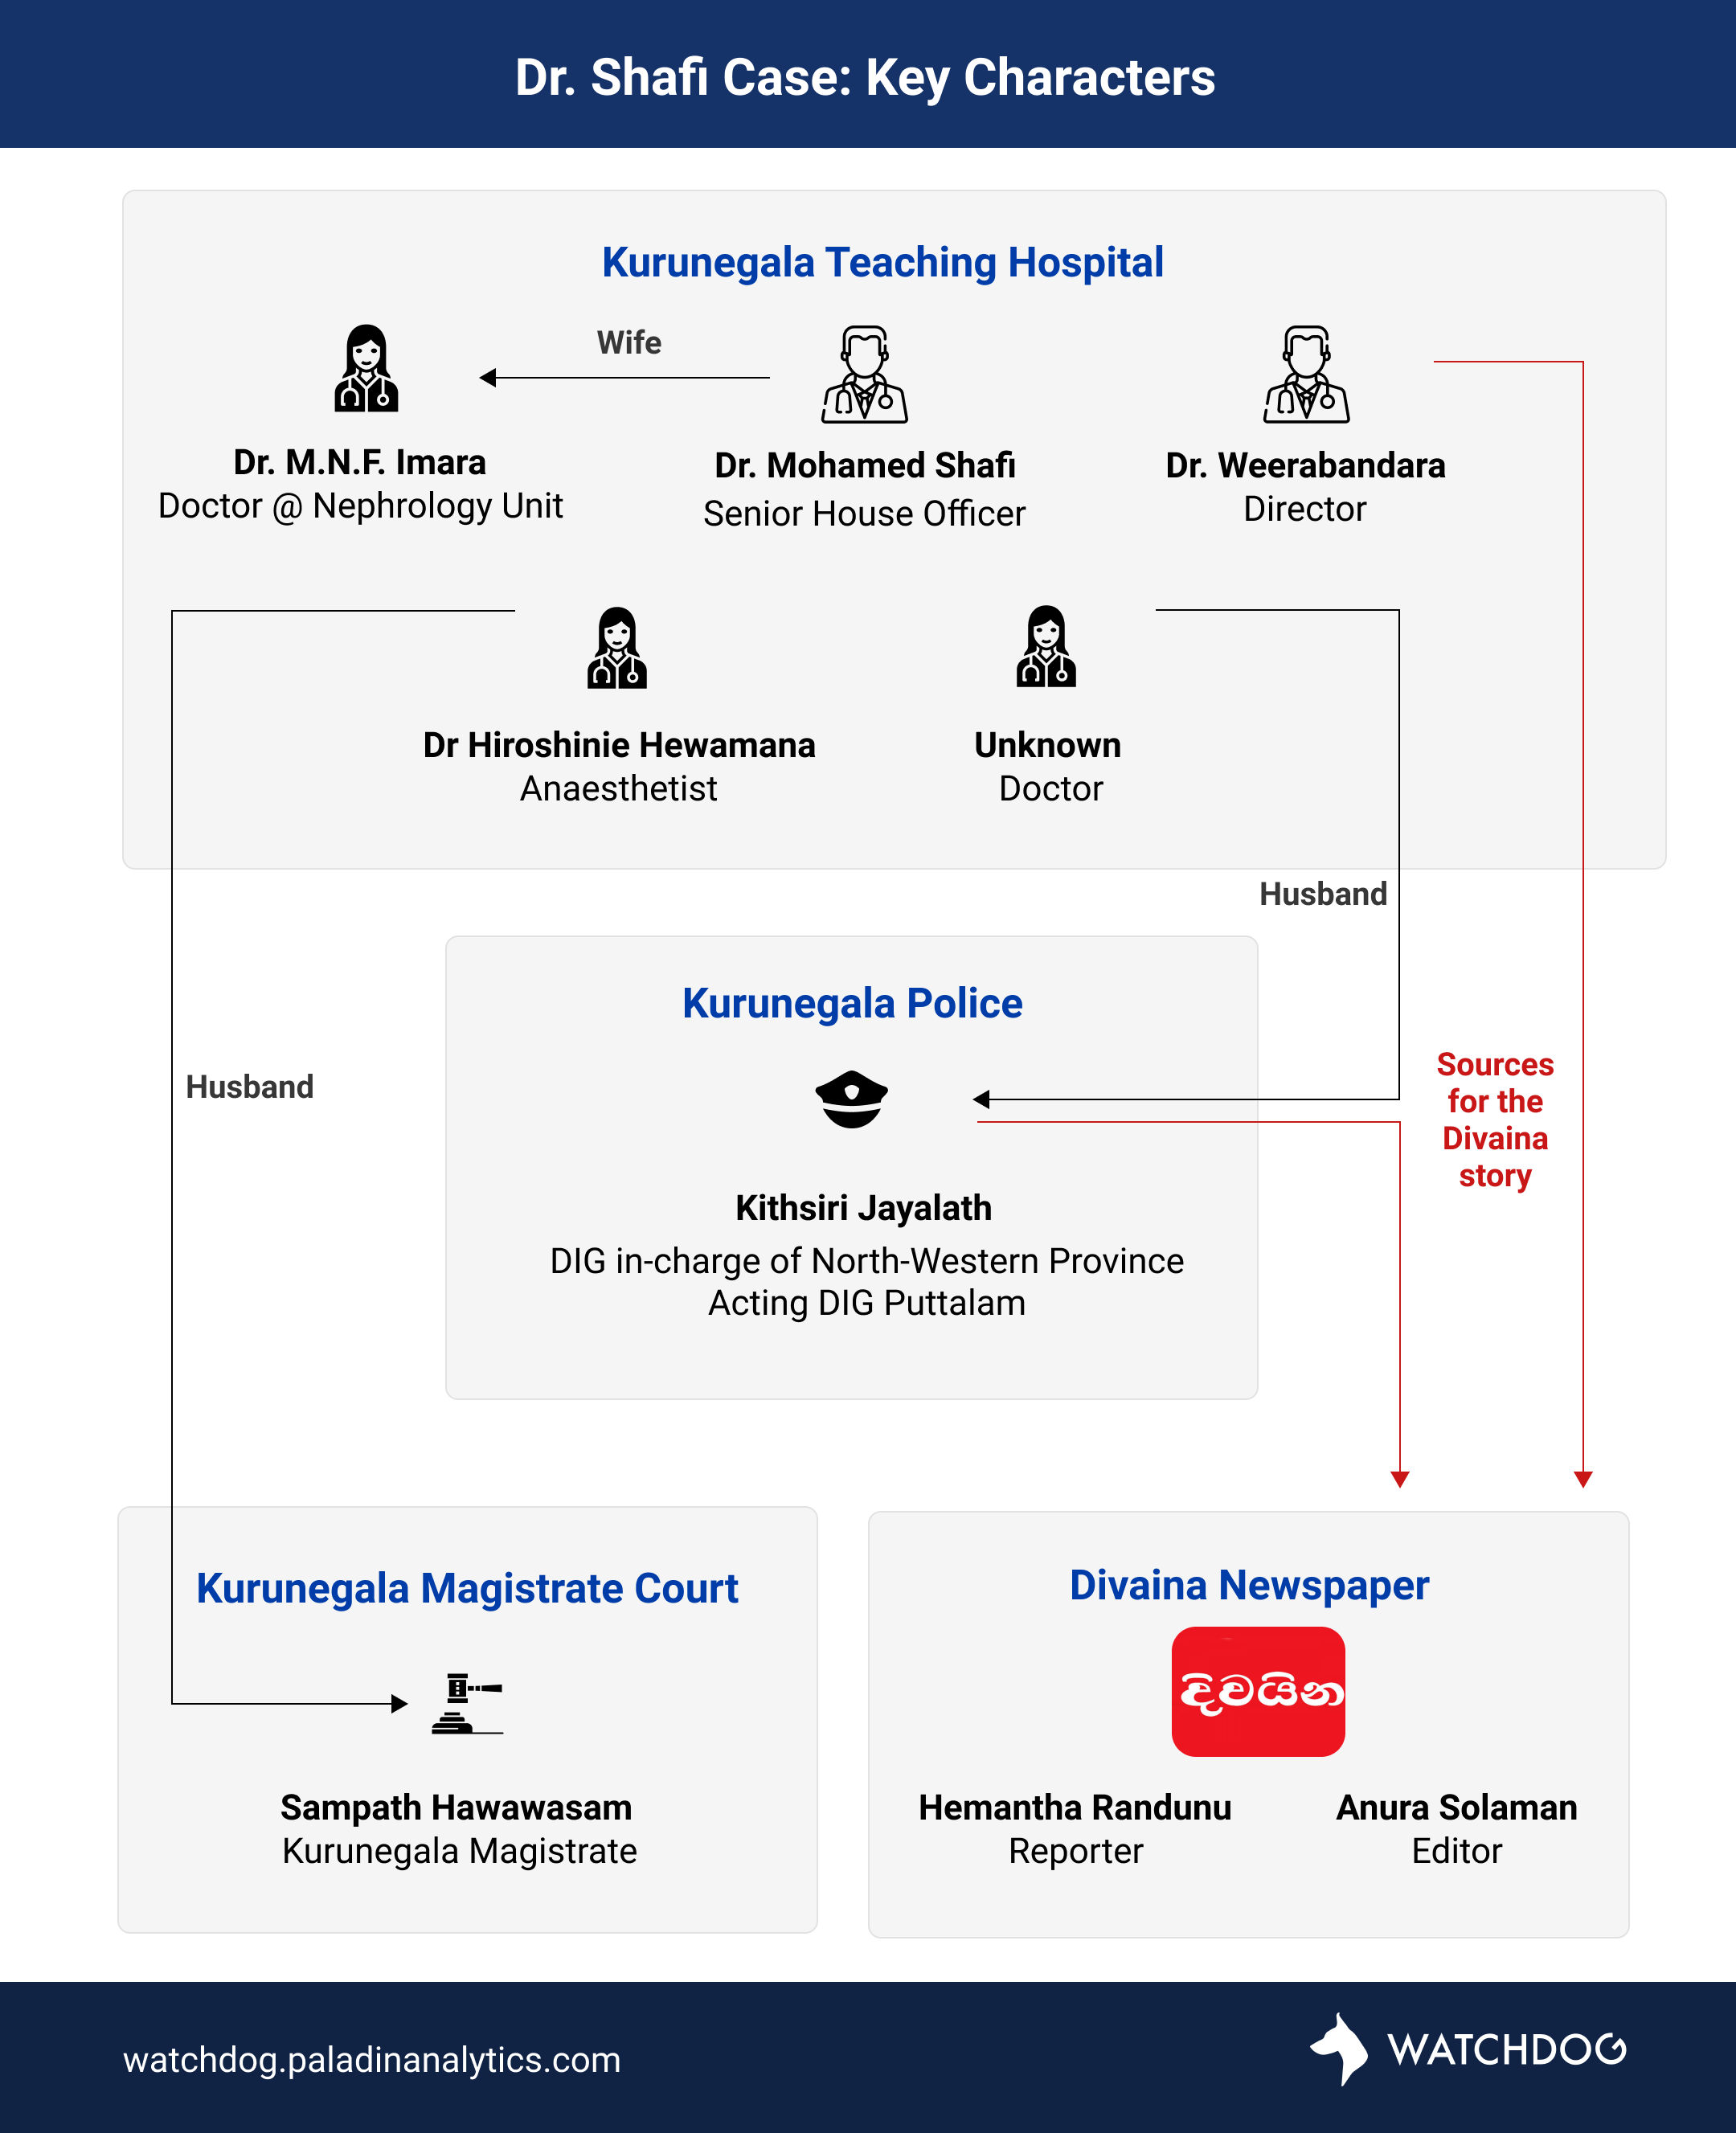 Dr. Shafi Case: Key Characters
Kurunegala Teaching Hospital
Wife
Dr. M.N.F. Imara
Doctor @ Nephrology Unit
Dr. Mohamed Shafi
Senior House Officer
Dr. Weerabandara
Director
Dr Hiroshinie Hewamana
Anaesthetist
Unknown
Doctor
Husband
Kurunegala Police
Husband
Sources
for the
Divaina
story
Kithsiri Jayalath
DIG in-charge of North-Western Province
Acting DIG Puttalam
Kurunegala Magistrate Court
Sampath Hawawasam
Kurunegala Magistrate
Divaina Newspaper
දිවයින
Hemantha Randunu
Reporter
Anura Solaman
Editor
watchdog.paladinanalytics.com
WATCHDOG